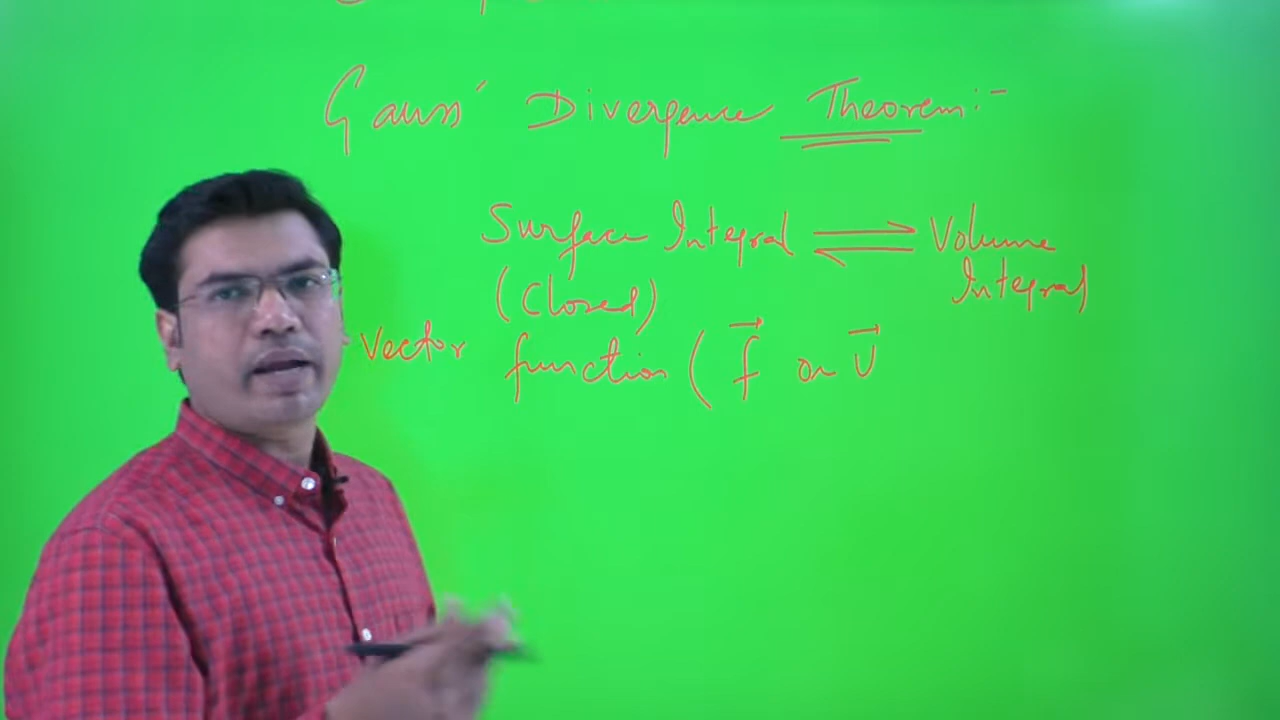 Gauss' Divergence Theorem:-
Surface Integral ⇌ Volume
(Closed) Integral
Vector function ( f⃗ or v⃗